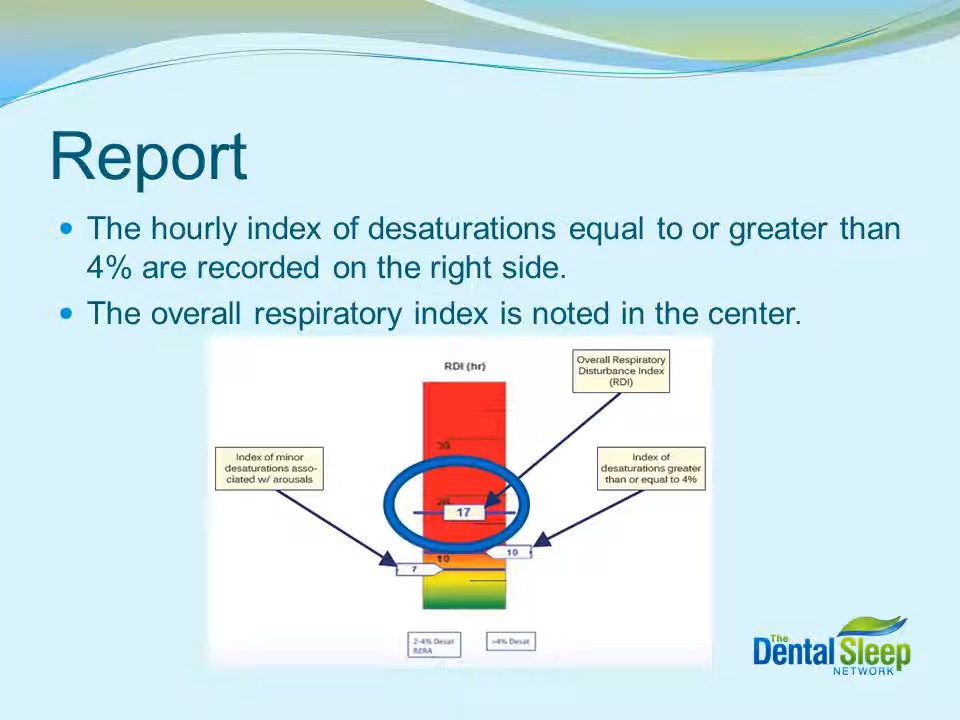 Report
The hourly index of desaturations equal to or greater than
4% are recorded on the right side.
The overall respiratory index is noted in the center.
RDI (hr)
Overall Respiratory
Disturbance Index
(RDI)
Index of minor
desaturations asso-
ciated w/ arousals
Index of
desaturations greater
than or equal to 4%
30
20
17
10
10
7
2-4% Desat
RERA
>4% Desat
The
Dental Sleep
NETWORK